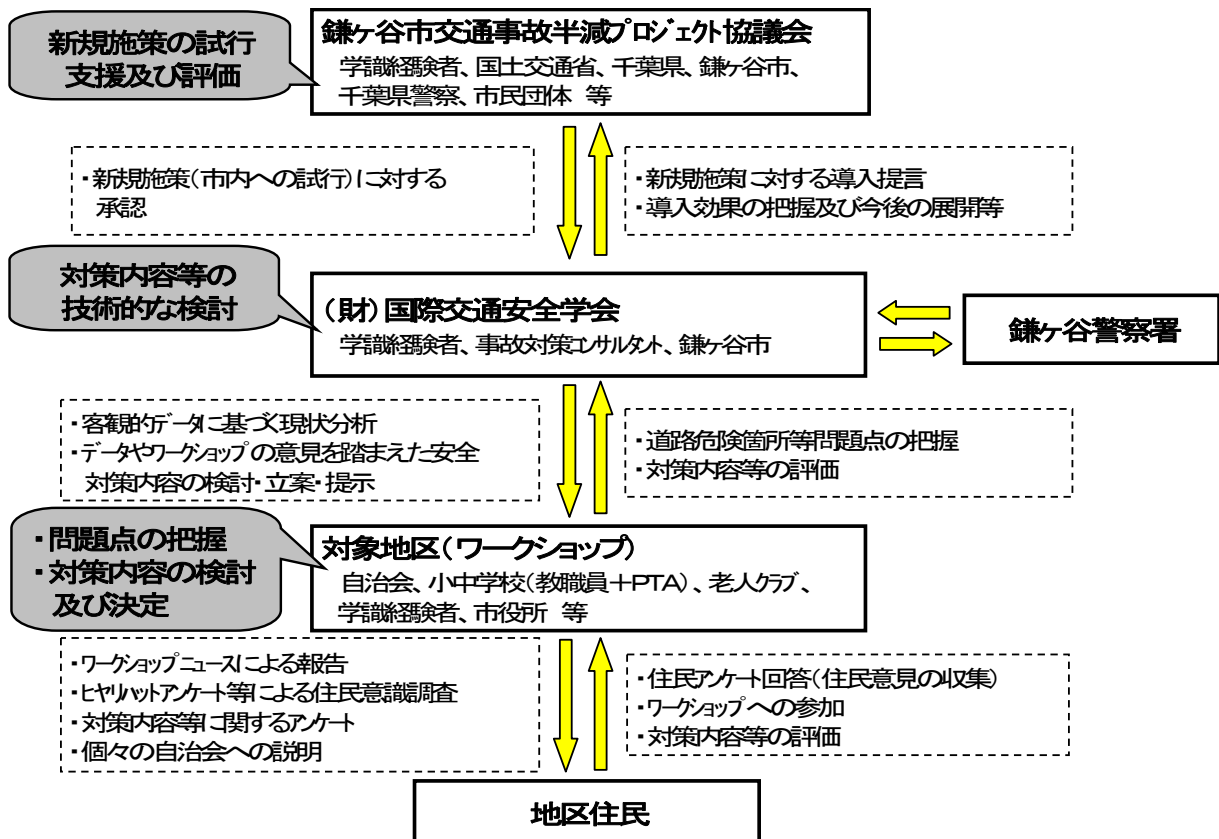 新規施策の試行
支援及び評価
鎌ヶ谷市交通事故半減プロジェクト協議会
学識経験者、国土交通省、千葉県、鎌ヶ谷市、
千葉県警察、市民団体 等
・新規施策（市内への試行）に対する
承認
・新規施策に対する導入提言
・導入効果の把握及び今後の展開等
対策内容等の
技術的な検討
（財）国際交通安全学会
学識経験者、事故対策コンサルタント、鎌ヶ谷市
鎌ヶ谷警察署
・客観的データに基づく現状分析
・データやワークショップの意見を踏まえた安全
対策内容の検討・立案・提示
・道路危険箇所等問題点の把握
・対策内容等の評価
・問題点の把握
・対策内容の検討
及び決定
対象地区（ワークショップ）
自治会、小中学校（教職員＋PTA）、老人クラブ、
学識経験者、市役所 等
・ワークショップニュースによる報告
・ヒヤリハットアンケート等による住民意識調査
・対策内容等に関するアンケート
・個々の自治会への説明
・住民アンケート回答（住民意見の収集）
・ワークショップへの参加
・対策内容等の評価
地区住民